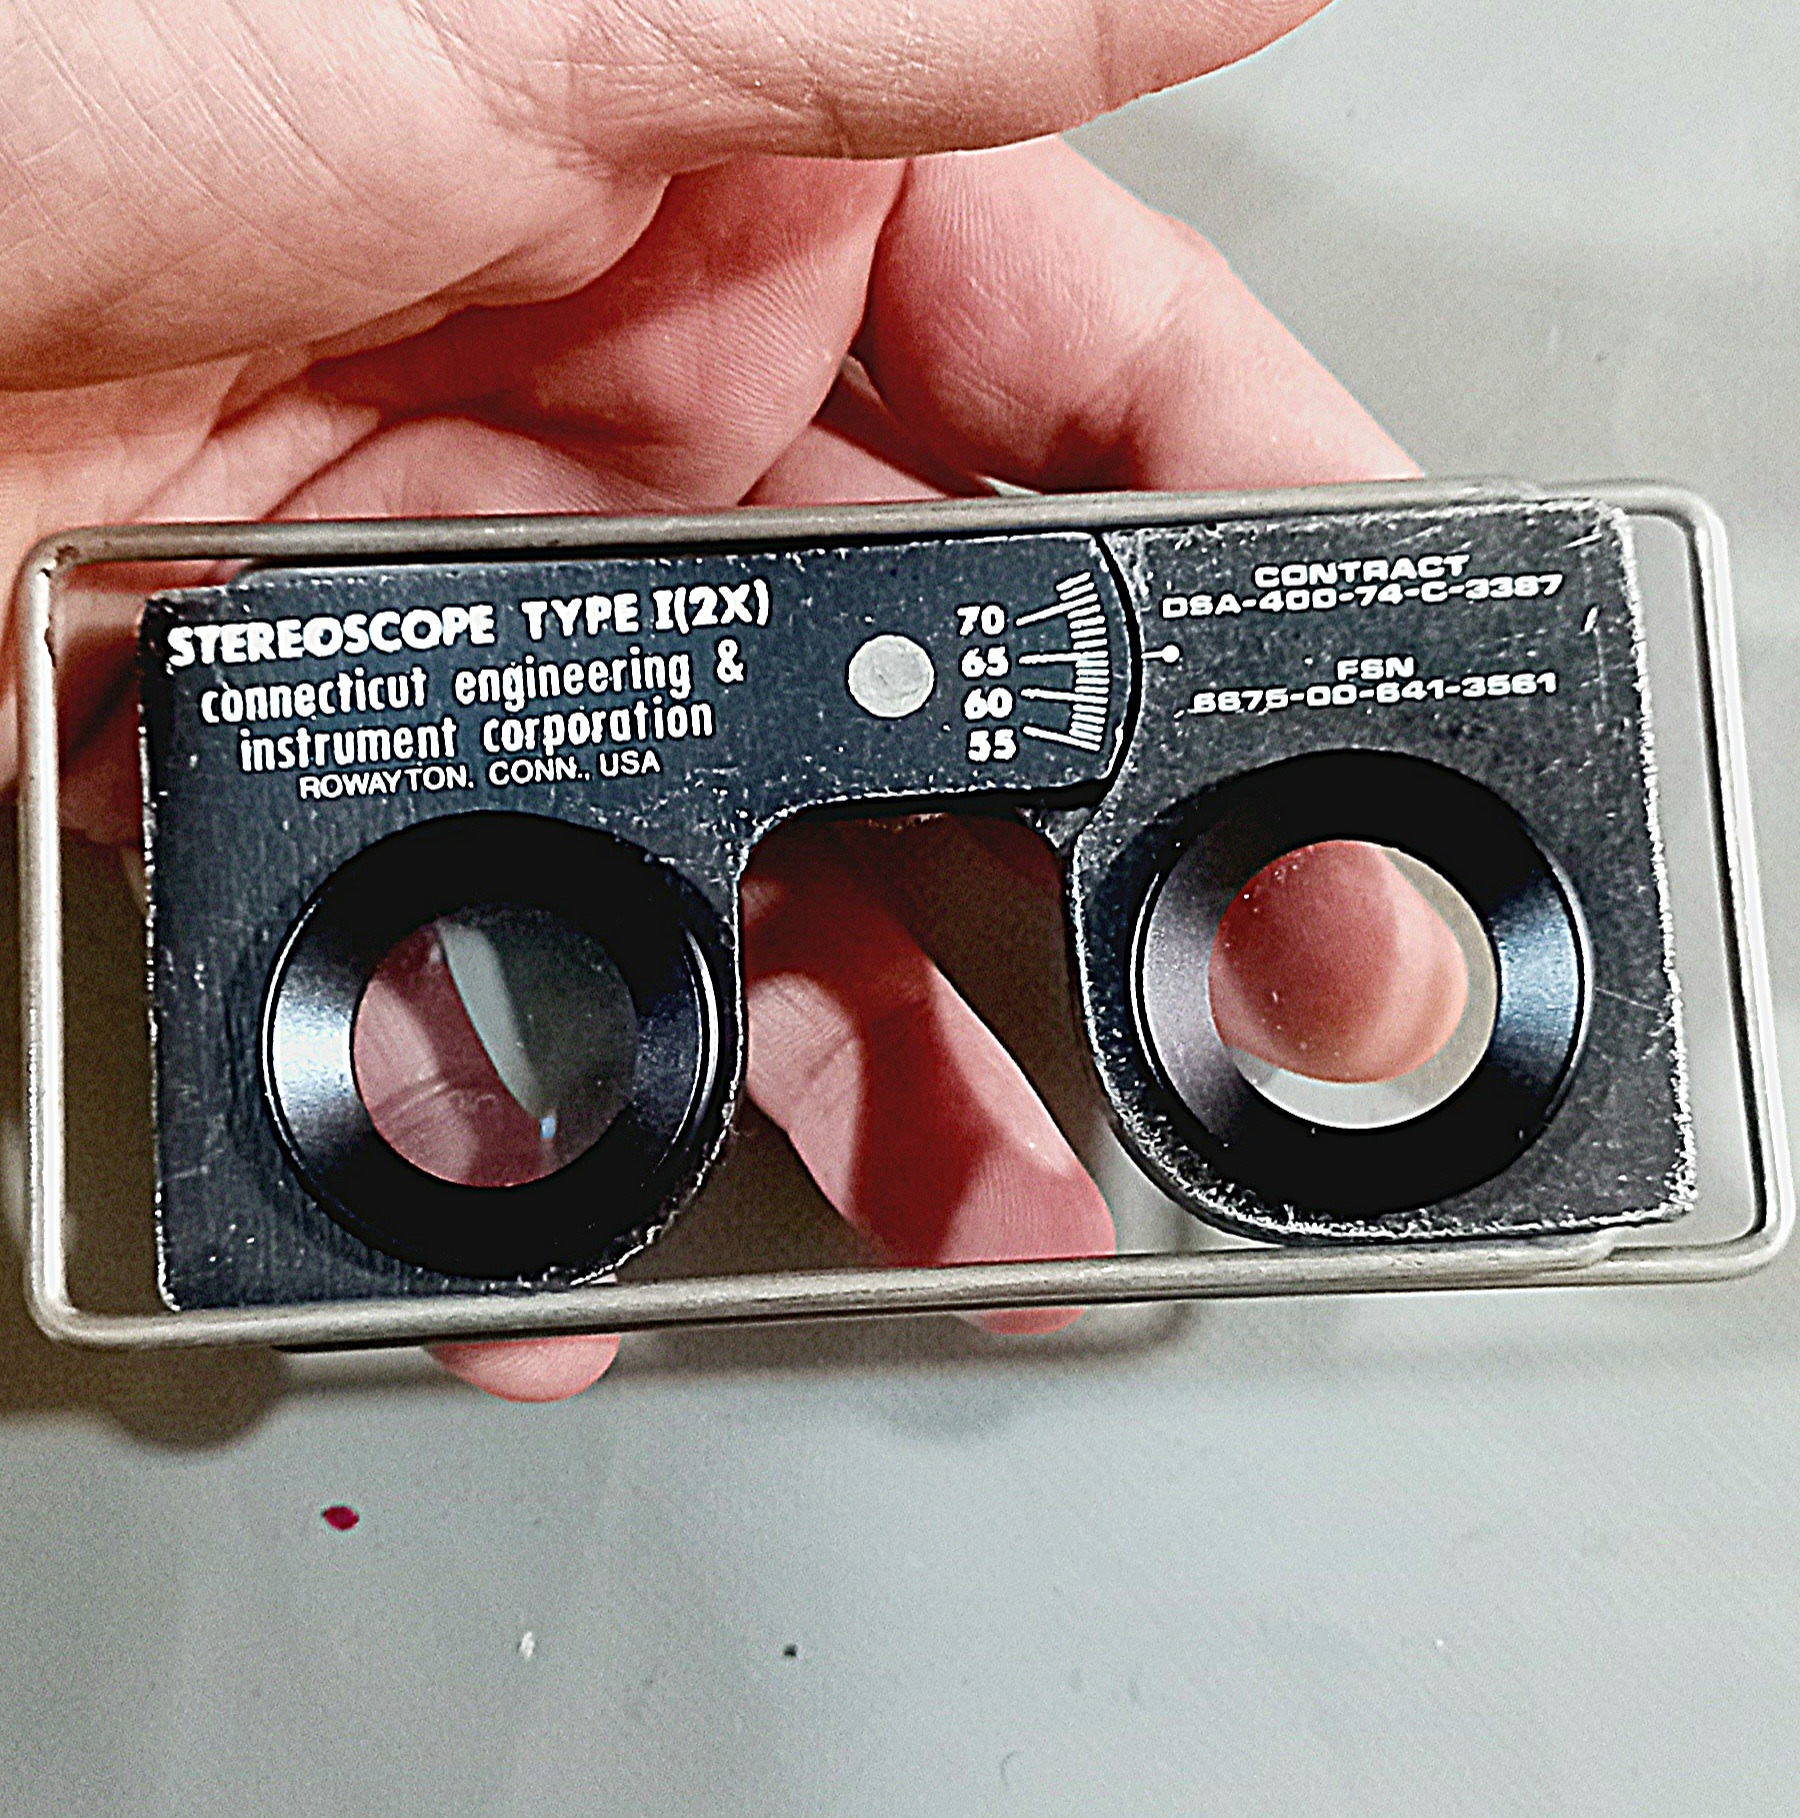 STEREOSCOPE TYPE I(2X)
connecticut engineering &
instrument corporation
ROWAYTON, CONN., USA
70
65
60
55
CONTRACT
DSA-400-74-C-3387
FSN
6675-00-641-3561